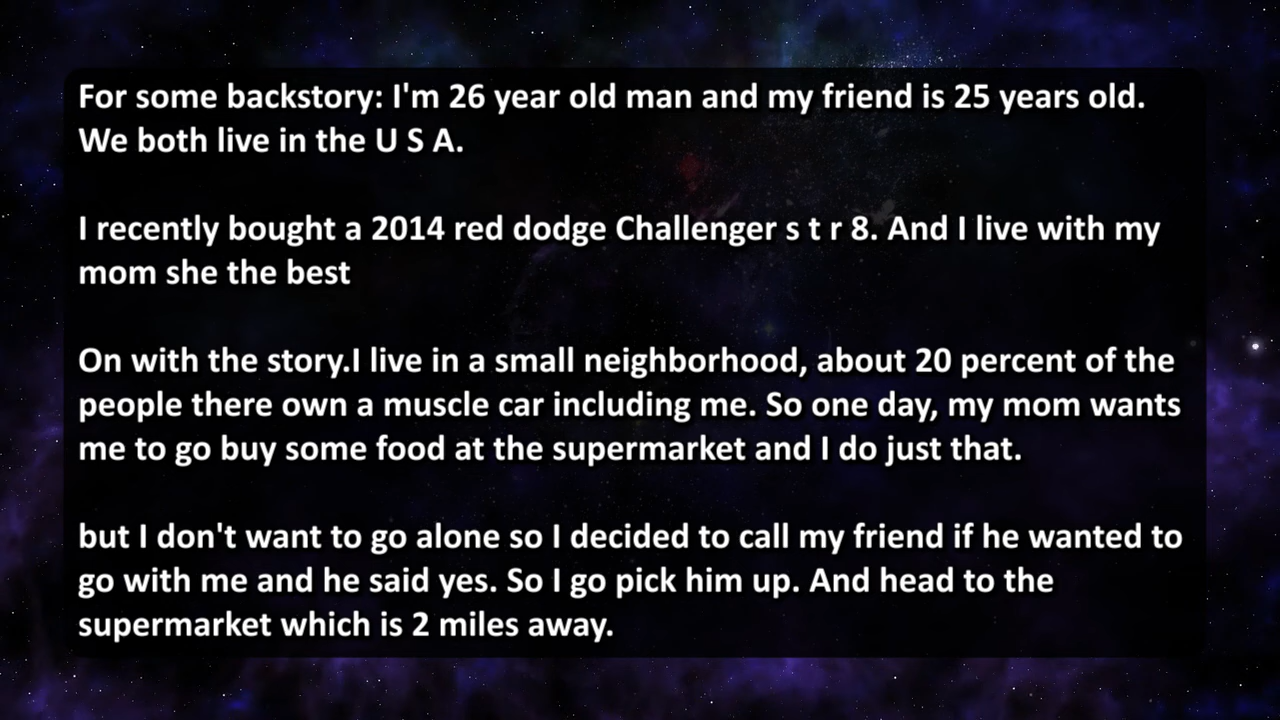 For some backstory: I'm 26 year old man and my friend is 25 years old.
We both live in the U S A.
I recently bought a 2014 red dodge Challenger s t r 8. And I live with my
mom she the best
On with the story.I live in a small neighborhood, about 20 percent of the
people there own a muscle car including me. So one day, my mom wants
me to go buy some food at the supermarket and I do just that.
but I don't want to go alone so I decided to call my friend if he wanted to
go with me and he said yes. So I go pick him up. And head to the
supermarket which is 2 miles away.